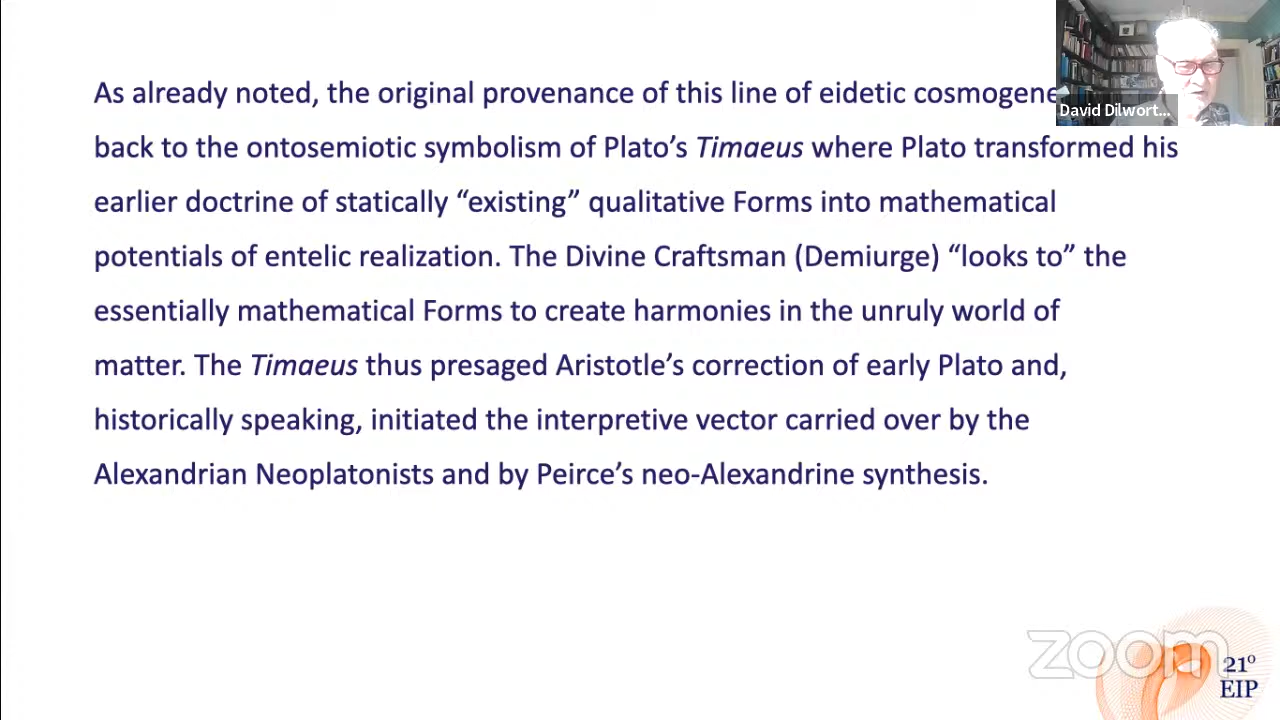 As already noted, the original provenance of this line of eidetic cosmogene
back to the ontosemiotic symbolism of Plato’s Timaeus where Plato transformed his
earlier doctrine of statically “existing” qualitative Forms into mathematical
potentials of entelic realization. The Divine Craftsman (Demiurge) “looks to” the
essentially mathematical Forms to create harmonies in the unruly world of
matter. The Timaeus thus presaged Aristotle’s correction of early Plato and,
historically speaking, initiated the interpretive vector carried over by the
Alexandrian Neoplatonists and by Peirce’s neo-Alexandrine synthesis.
David Dilwort...
zoom
21º
EIP